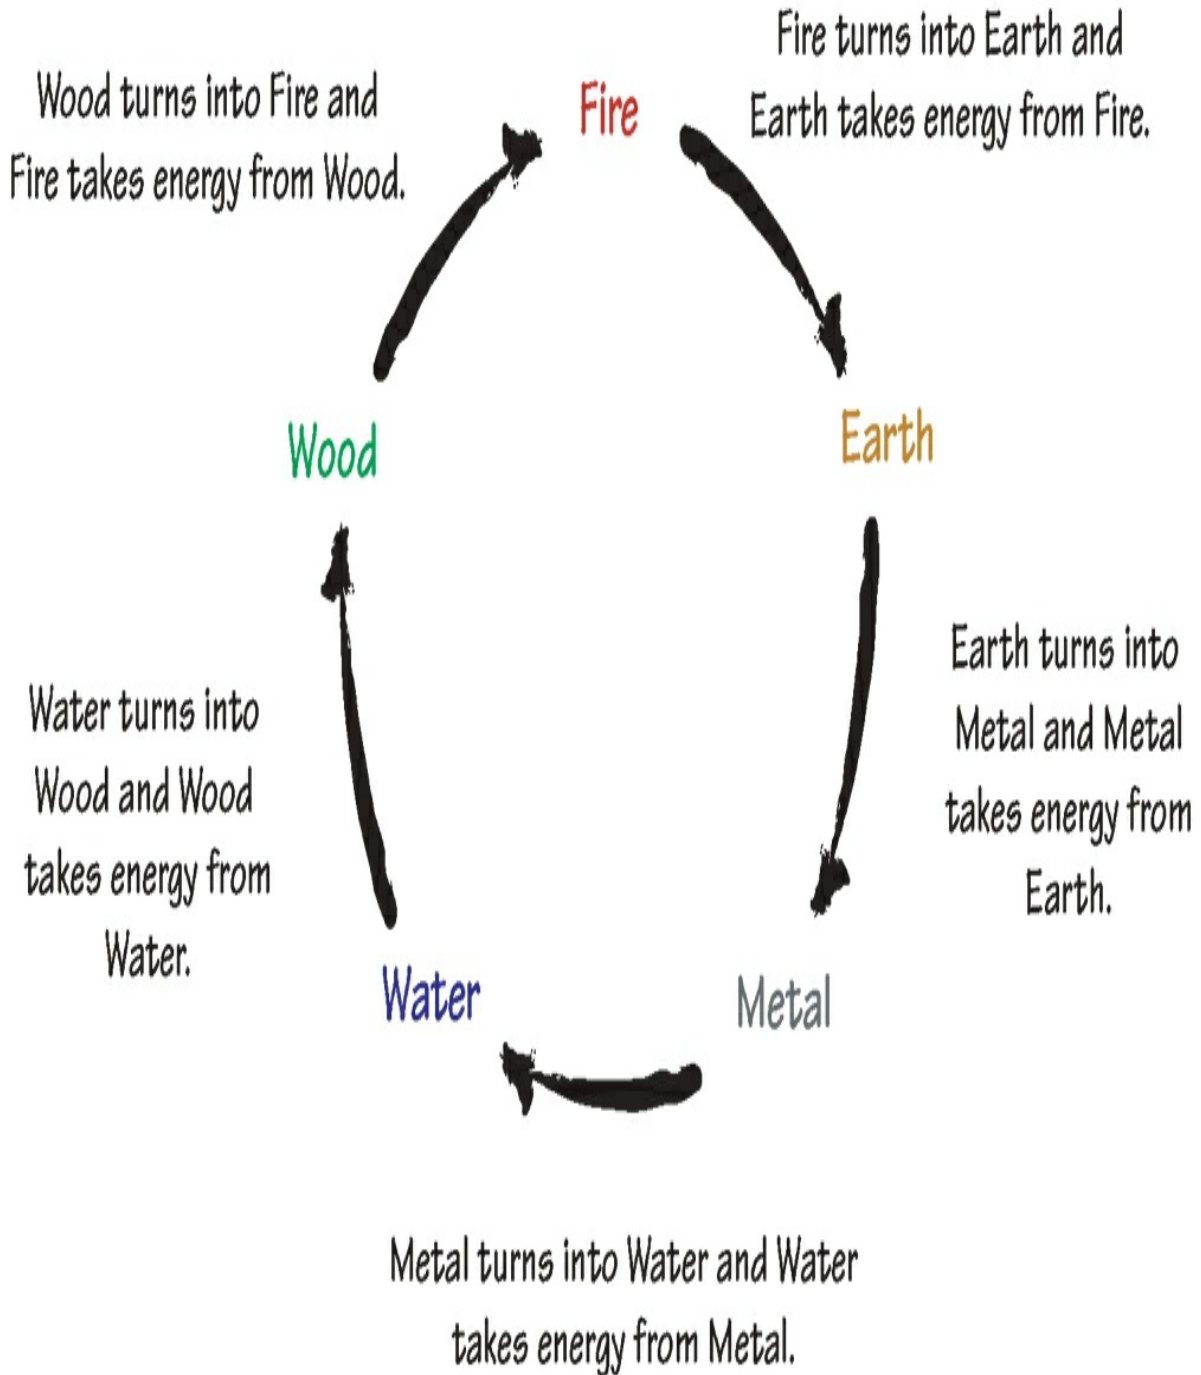 Fire turns into Earth and
Earth takes energy from Fire.
Wood turns into Fire and
Fire takes energy from Wood.
Fire
Wood
Earth
Earth turns into
Metal and Metal
takes energy from
Earth.
Water turns into
Wood and Wood
takes energy from
Water.
Water
Metal
Metal turns into Water and Water
takes energy from Metal.